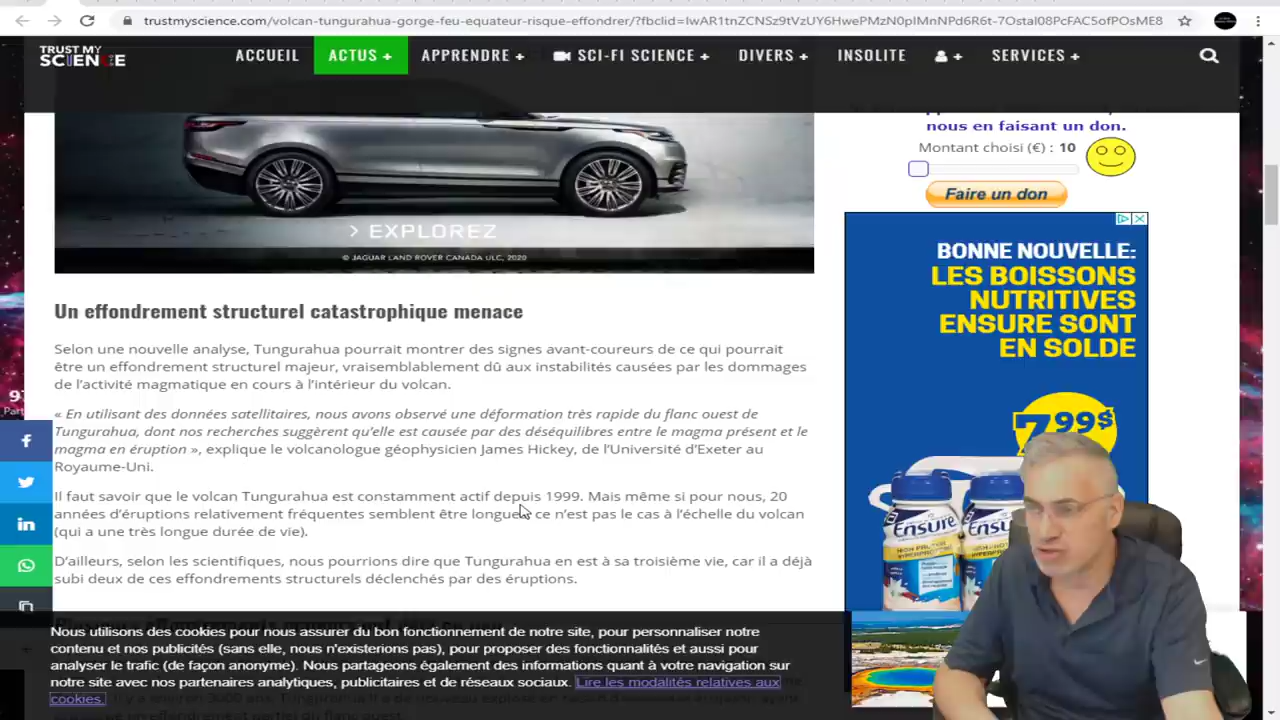 trustmyscience.com/volcan-tungurahua-gorge-feu-equateur-risque-effondrer/?fbclid=IwAR1tnZCNSz9tVzUY6HwePMzN0pIMnNPd6R6t-7Ostal08PcFAC5ofPOsME8
TRUST MY
SCIENCE
ACCUEIL
ACTUS +
APPRENDRE +
SCI-FI SCIENCE +
DIVERS +
INSOLITE
+
SERVICES +
nous en faisant un don.
Montant choisi (€) : 10
Faire un don
> EXPLOREZ
© JAGUAR LAND ROVER CANADA ULC, 2020
Un effondrement structurel catastrophique menace
Selon une nouvelle analyse, Tungurahua pourrait montrer des signes avant-coureurs de ce qui pourrait
être un effondrement structurel majeur, vraisemblablement dû aux instabilités causées par les dommages
de l'activité magmatique en cours à l'intérieur du volcan.
« En utilisant des données satellitaires, nous avons observé une déformation très rapide du flanc ouest de
Tungurahua, dont nos recherches suggèrent qu'elle est causée par des déséquilibres entre le magma présent et le
magma en éruption », explique le volcanologue géophysicien James Hickey, de l'Université d'Exeter au
Royaume-Uni.
Il faut savoir que le volcan Tungurahua est constamment actif depuis 1999. Mais même si pour nous, 20
années d'éruptions relativement fréquentes semblent être longues, ce n'est pas le cas à l'échelle du volcan
(qui a une très longue durée de vie).
D'ailleurs, selon les scientifiques, nous pourrions dire que Tungurahua en est à sa troisième vie, car il a déjà
subi deux de ces effondrements structurels déclenchés par des éruptions.
Nous utilisons des cookies pour nous assurer du bon fonctionnement de notre site, pour personnaliser notre
contenu et nos publicités (sans elle, nous n'existerions pas), pour proposer des fonctionnalités et aussi pour
analyser le trafic (de façon anonyme). Nous partageons également des informations quant à votre navigation sur
notre site avec nos partenaires analytiques, publicitaires et de réseaux sociaux. Lire les modalités relatives aux
cookies.
BONNE NOUVELLE:
LES BOISSONS
NUTRITIVES
ENSURE SONT
EN SOLDE
7,99$
Ensure
Ensure